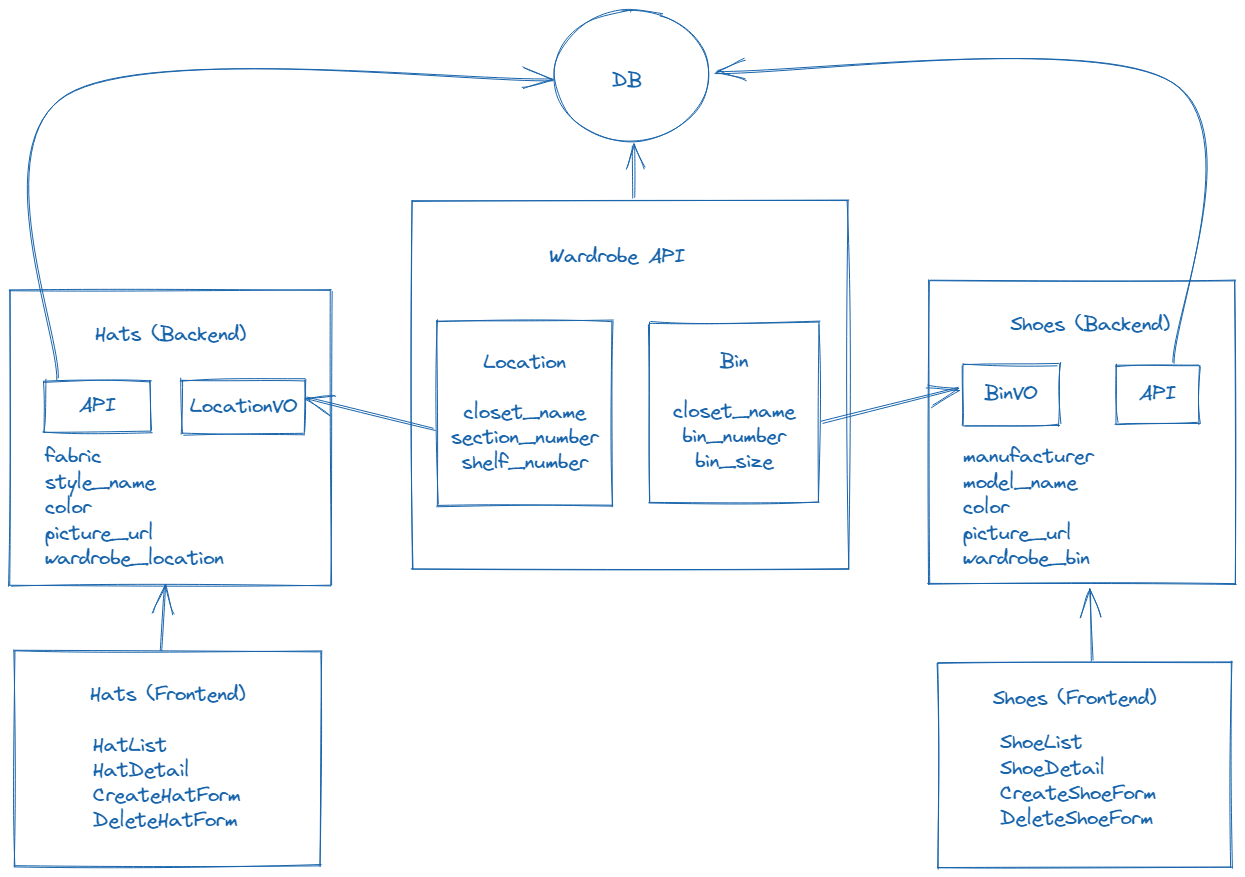 DB
Wardrobe API
Location
closet_name
section_number
shelf_number
Bin
closet_name
bin_number
bin_size
Hats (Backend)
API
LocationVO
fabric
style_name
color
picture_url
wardrobe_location
Shoes (Backend)
BinVO
API
manufacturer
model_name
color
picture_url
wardrobe_bin
Hats (Frontend)
HatList
HatDetail
CreateHatForm
DeleteHatForm
Shoes (Frontend)
ShoeList
ShoeDetail
CreateShoeForm
DeleteShoeForm